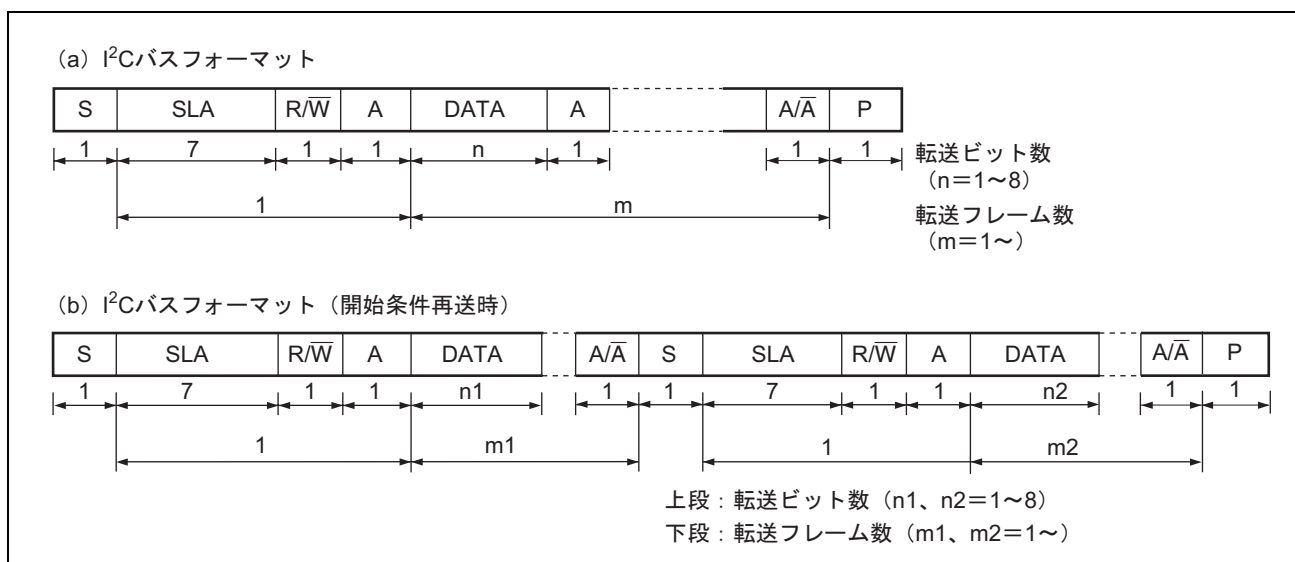 (a) I²Cバスフォーマット
S SLA R/W̅ A DATA A A/A̅ P
1 7 1 1 n 1 1 1 転送ビット数
(n=1〜8)
1 m 転送フレーム数
(m=1〜)
(b) I²Cバスフォーマット（開始条件再送時）
S SLA R/W̅ A DATA A/A̅ S SLA R/W̅ A DATA A/A̅ P
1 7 1 1 n1 1 1 7 1 1 n2 1 1
1 m1 1 m2
上段：転送ビット数（n1、n2=1〜8）
下段：転送フレーム数（m1、m2=1〜）